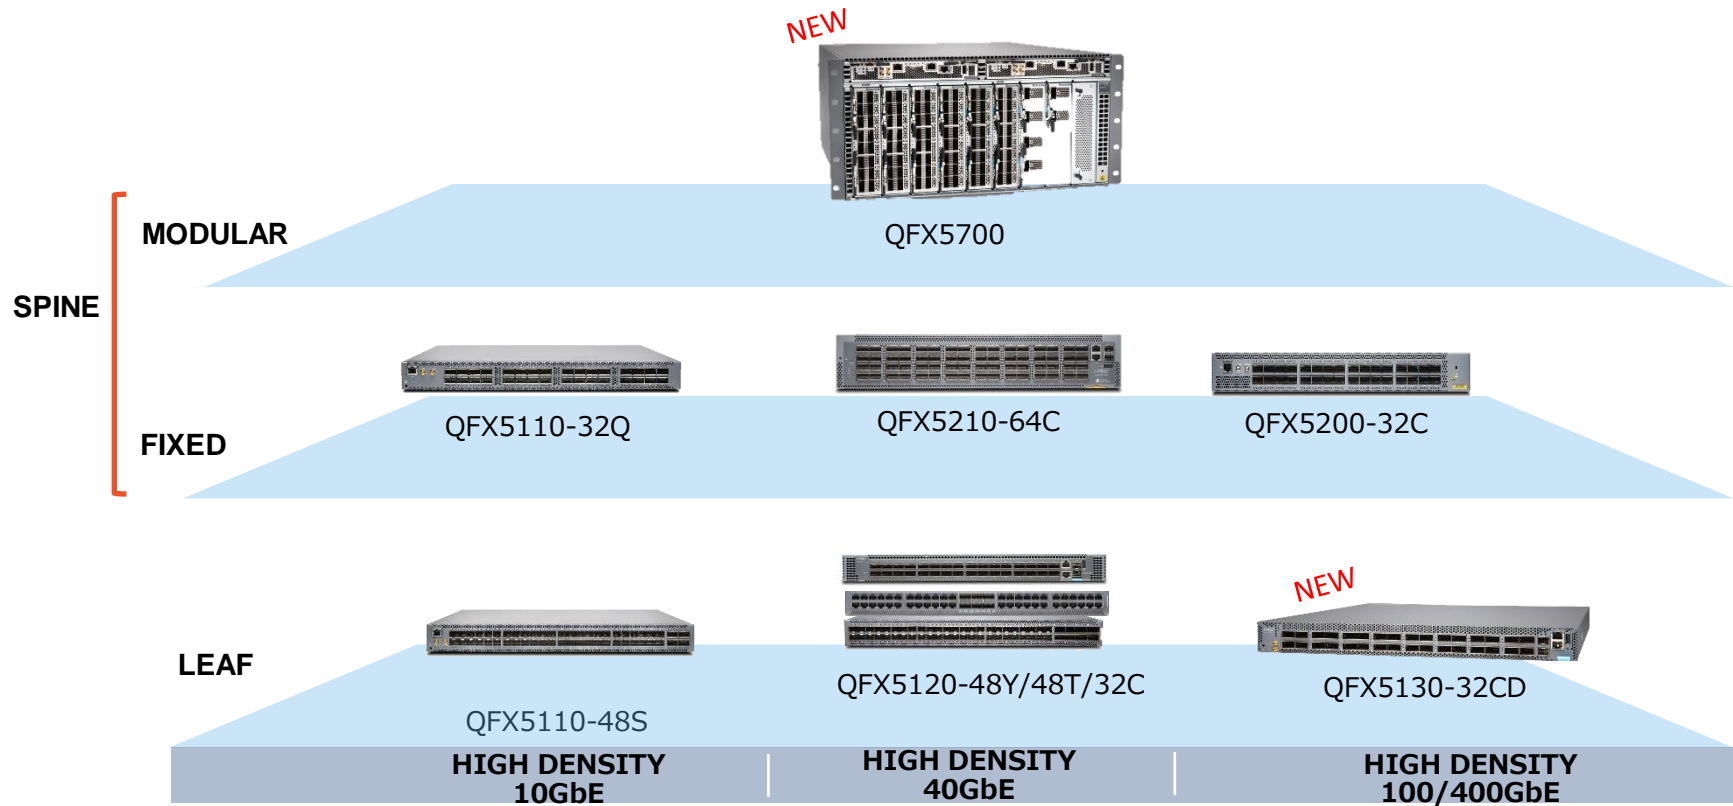 NEW
MODULAR
QFX5700
SPINE
QFX5110-32Q
QFX5210-64C
QFX5200-32C
FIXED
NEW
LEAF
QFX5120-48Y/48T/32C
QFX5130-32CD
QFX5110-48S
HIGH DENSITY
10GbE
HIGH DENSITY
40GbE
HIGH DENSITY
100/400GbE